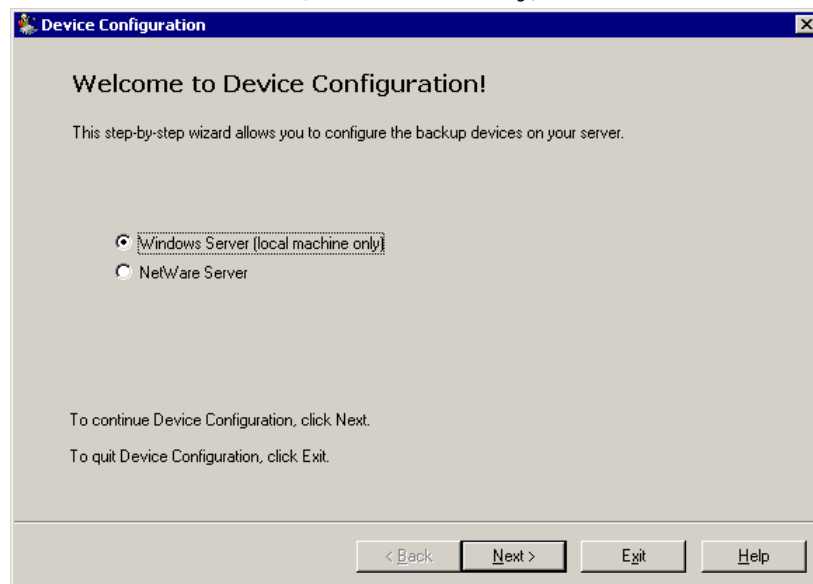 Device Configuration
Welcome to Device Configuration!
This step-by-step wizard allows you to configure the backup devices on your server.
Windows Server (local machine only)
NetWare Server
To continue Device Configuration, click Next.
To quit Device Configuration, click Exit.
< Back Next > Exit Help